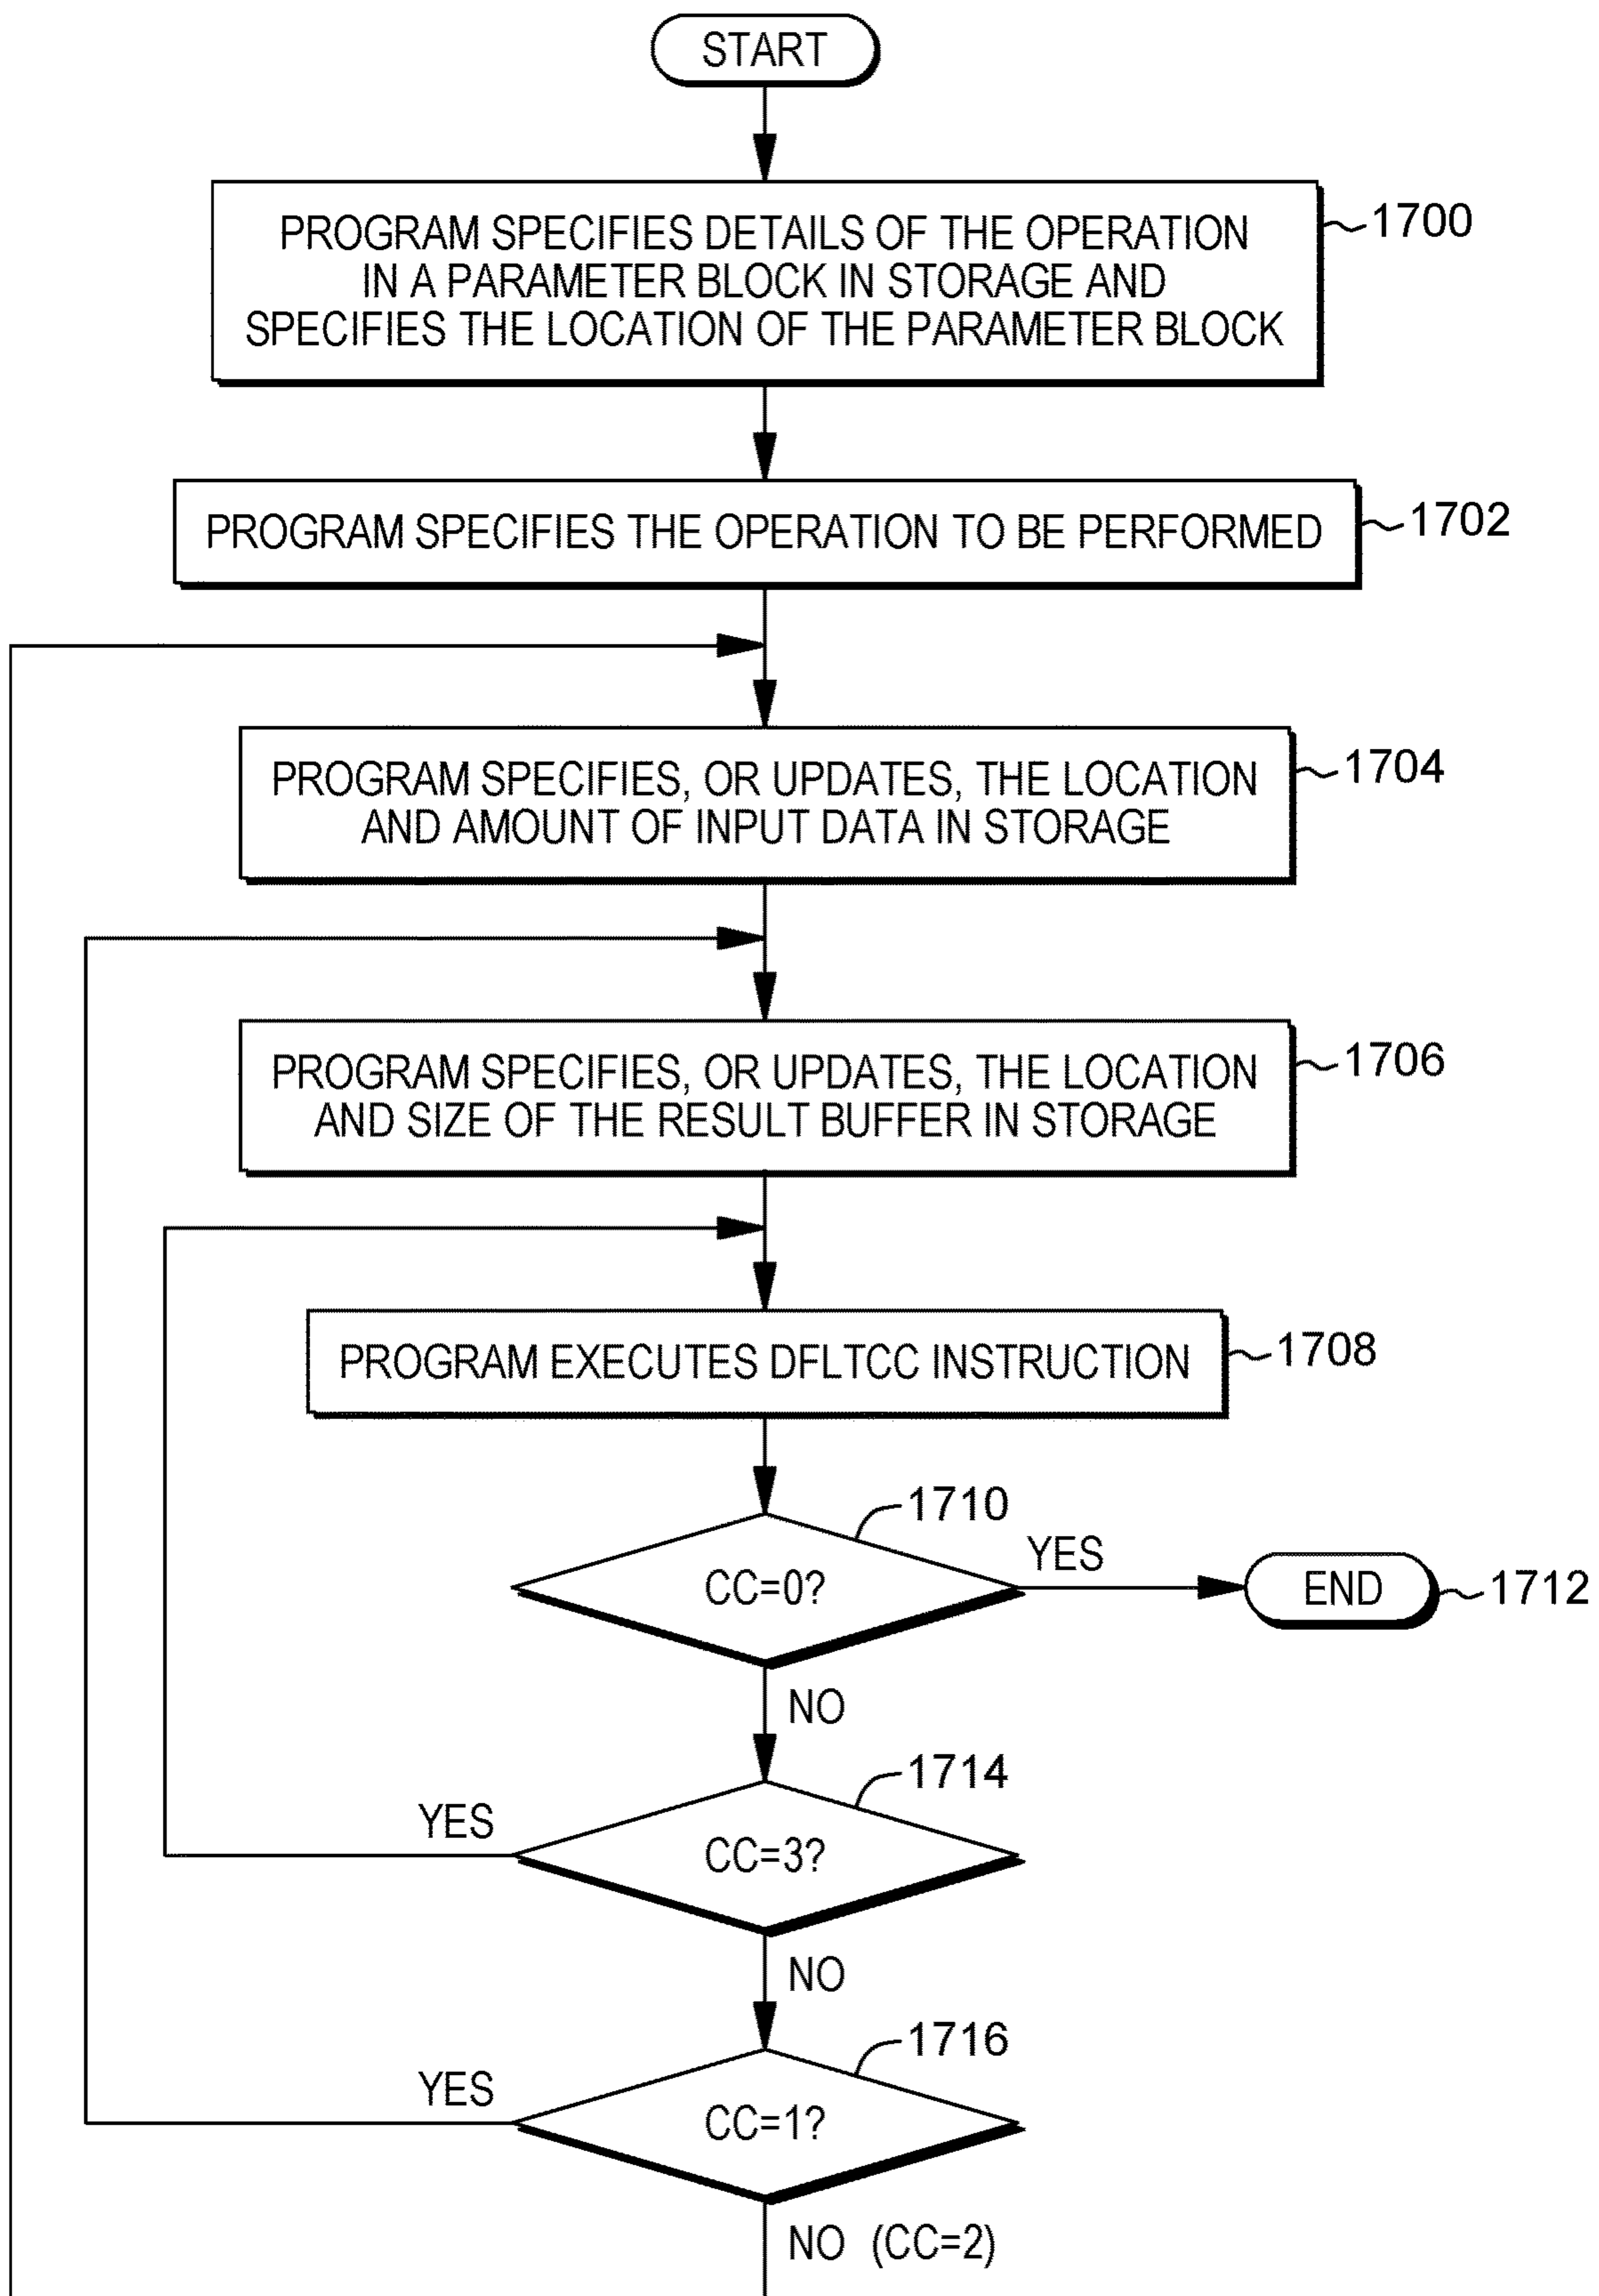 START
PROGRAM SPECIFIES DETAILS OF THE OPERATION
IN A PARAMETER BLOCK IN STORAGE AND
SPECIFIES THE LOCATION OF THE PARAMETER BLOCK
1700
PROGRAM SPECIFIES THE OPERATION TO BE PERFORMED
1702
PROGRAM SPECIFIES, OR UPDATES, THE LOCATION
AND AMOUNT OF INPUT DATA IN STORAGE
1704
PROGRAM SPECIFIES, OR UPDATES, THE LOCATION
AND SIZE OF THE RESULT BUFFER IN STORAGE
1706
PROGRAM EXECUTES DFLTCC INSTRUCTION
1708
1710
CC=0?
YES
END
1712
NO
1714
YES
CC=3?
NO
1716
YES
CC=1?
NO (CC=2)